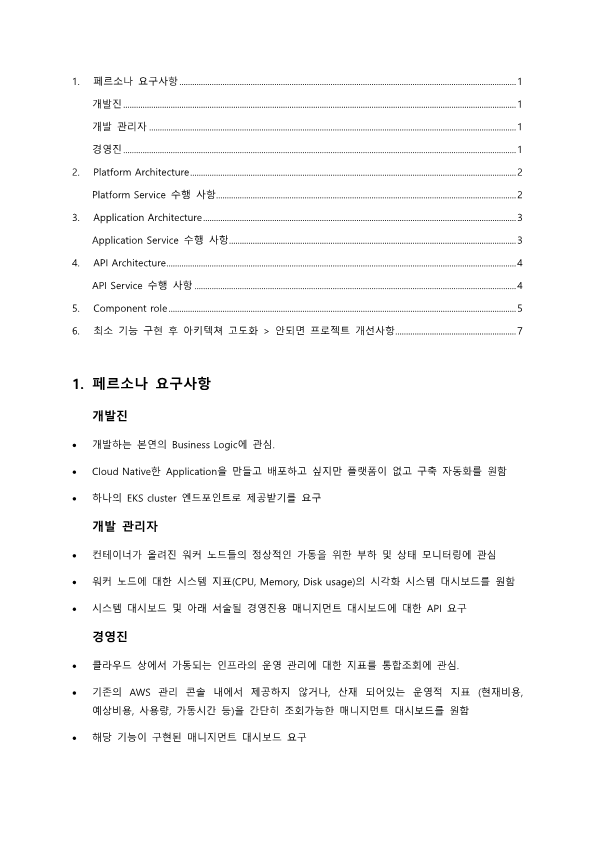 1. 페르소나 요구사항 1
개발진 1
개발 관리자 1
경영진 1
2. Platform Architecture 2
Platform Service 수행 사항 2
3. Application Architecture 3
Application Service 수행 사항 3
4. API Architecture 4
API Service 수행 사항 4
5. Component role 5
6. 최소 기능 구현 후 아키텍쳐 고도화 > 안되면 프로젝트 개선사항 7
1. 페르소나 요구사항
개발진
• 개발하는 본연의 Business Logic에 관심.
• Cloud Native한 Application을 만들고 배포하고 싶지만 플랫폼이 없고 구축 자동화를 원함
• 하나의 EKS cluster 엔드포인트로 제공받기를 요구
개발 관리자
• 컨테이너가 올려진 워커 노드들의 정상적인 가동을 위한 부하 및 상태 모니터링에 관심
• 워커 노드에 대한 시스템 지표(CPU, Memory, Disk usage)의 시각화 시스템 대시보드를 원함
• 시스템 대시보드 및 아래 서술될 경영진용 매니지먼트 대시보드에 대한 API 요구
경영진
• 클라우드 상에서 가동되는 인프라의 운영 관리에 대한 지표를 통합조회에 관심.
• 기존의 AWS 관리 콘솔 내에서 제공하지 않거나, 산재 되어있는 운영적 지표 (현재비용,
예상비용, 사용량, 가동시간 등)을 간단히 조회가능한 매니지먼트 대시보드를 원함
• 해당 기능이 구현된 매니지먼트 대시보드 요구